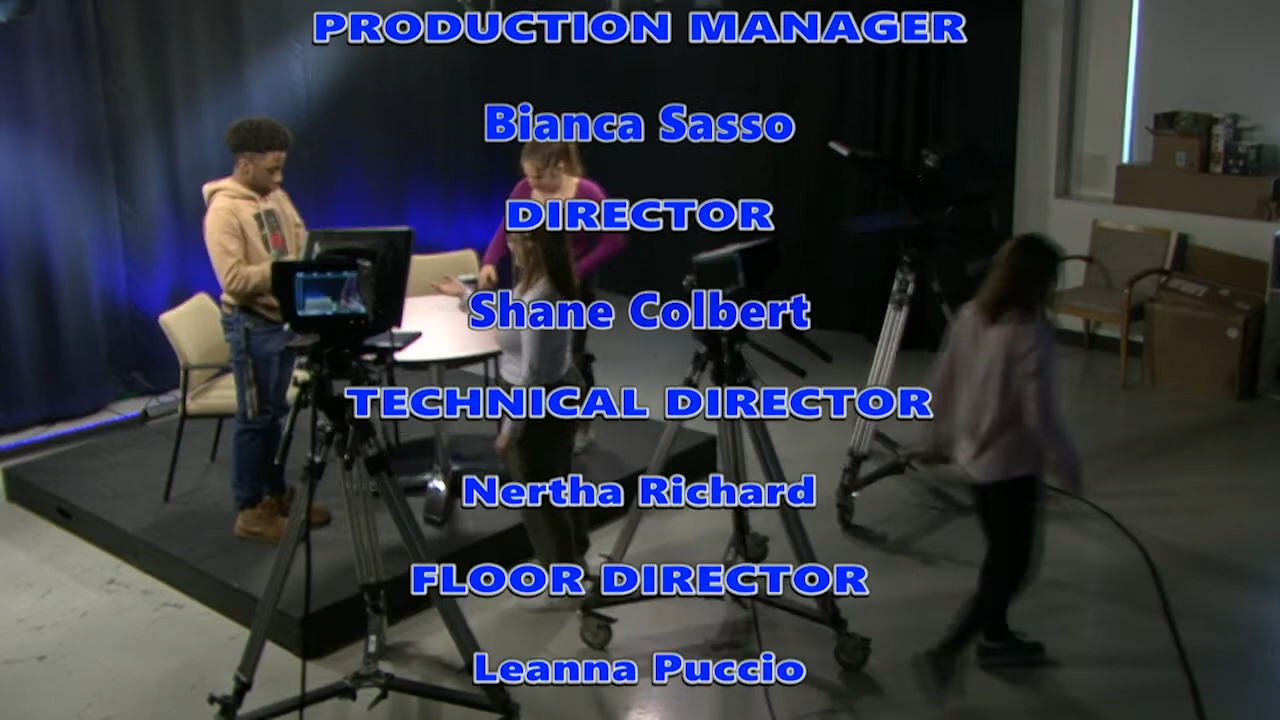 PRODUCTION MANAGER
Bianca Sasso
DIRECTOR
Shane Colbert
TECHNICAL DIRECTOR
Nertha Richard
FLOOR DIRECTOR
Leanna Puccio